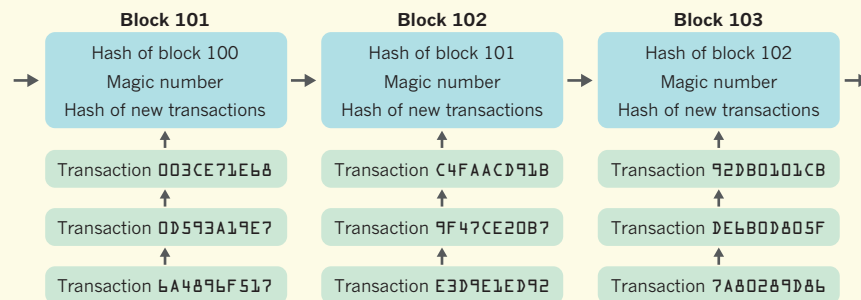 Block 101
Hash of block 100
Magic number
Hash of new transactions
Transaction 003CE71E68
Transaction 0D593A19E7
Transaction 6A4896F517
Block 102
Hash of block 101
Magic number
Hash of new transactions
Transaction C4FAACD91B
Transaction 9F47CE20B7
Transaction E3D9E1ED92
Block 103
Hash of block 102
Magic number
Hash of new transactions
Transaction 92DB0101CB
Transaction DE6B0D805F
Transaction 7A80289D86